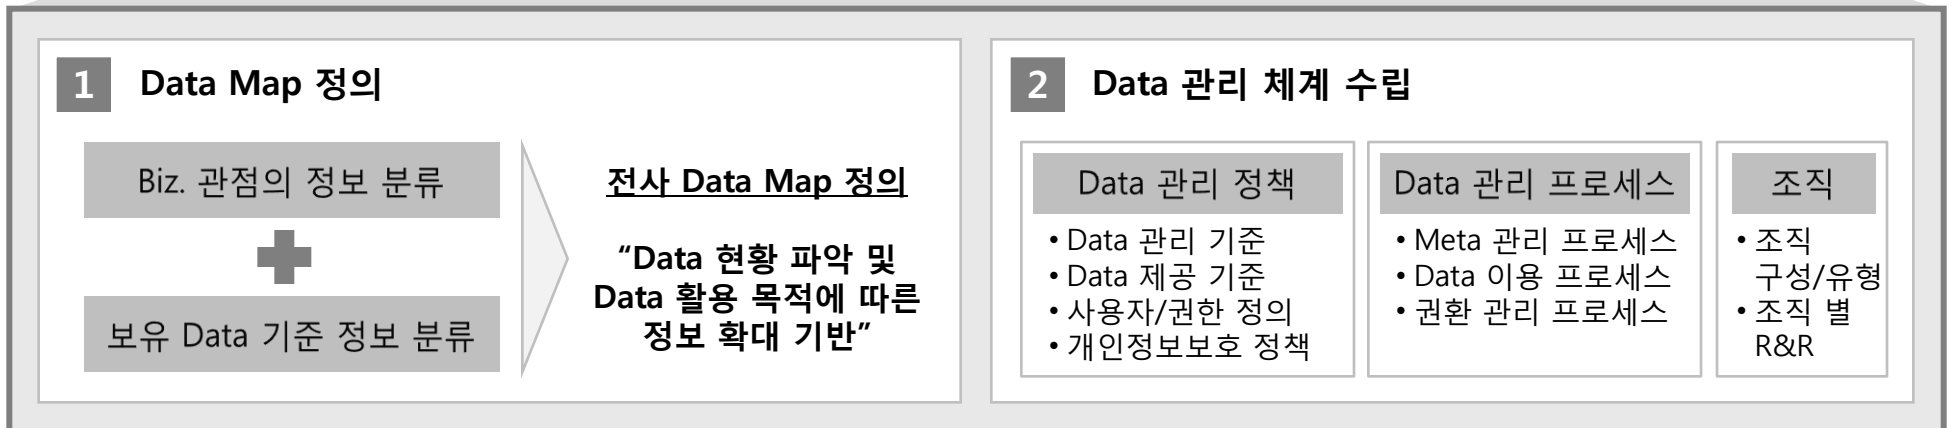 1 Data Map 정의
Biz. 관점의 정보 분류
보유 Data 기준 정보 분류
전사 Data Map 정의
“Data 현황 파악 및
Data 활용 목적에 따른
정보 확대 기반”
2 Data 관리 체계 수립
Data 관리 정책
• Data 관리 기준
• Data 제공 기준
• 사용자/권한 정의
• 개인정보보호 정책
Data 관리 프로세스
• Meta 관리 프로세스
• Data 이용 프로세스
• 권환 관리 프로세스
조직
• 조직
구성/유형
• 조직 별
R&R